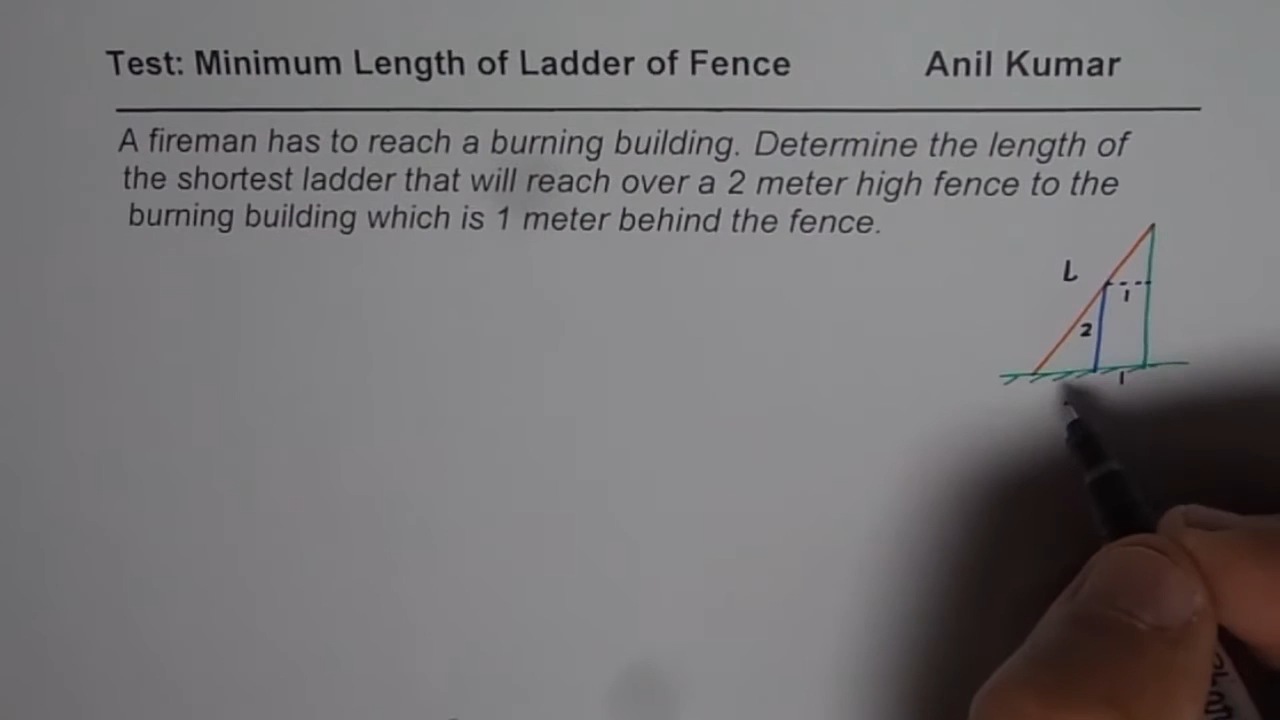 Test: Minimum Length of Ladder of Fence Anil Kumar
A fireman has to reach a burning building. Determine the length of
the shortest ladder that will reach over a 2 meter high fence to the
burning building which is 1 meter behind the fence.
L
1
2
1